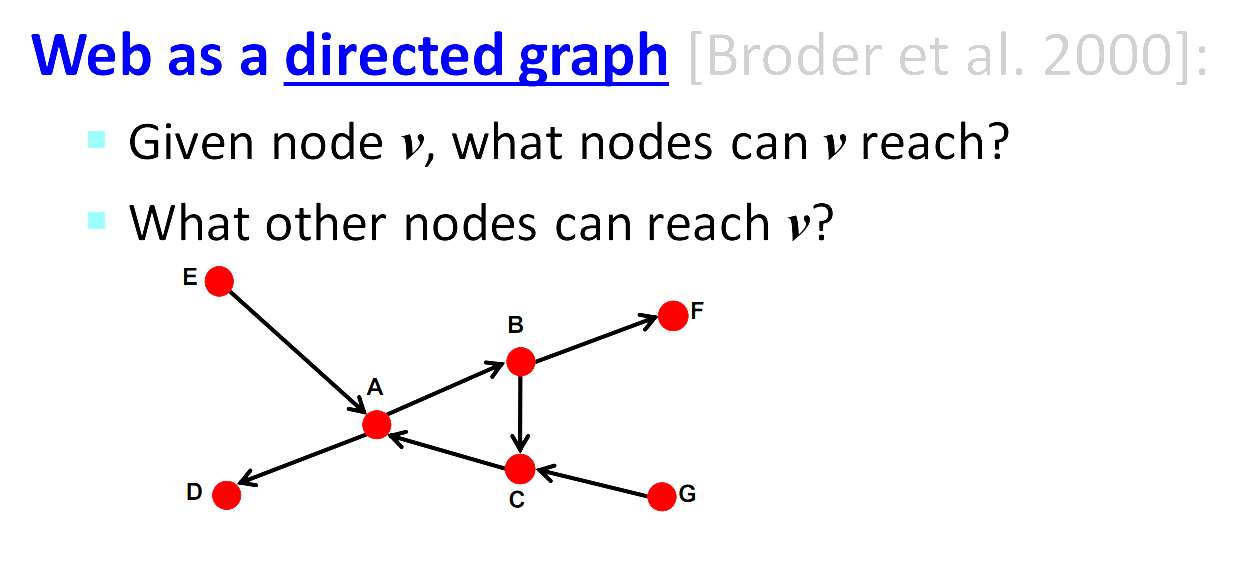 Web as a directed graph [Broder et al. 2000]:
Given node v, what nodes can v reach?
What other nodes can reach v?
E
F
B
A
D
C
G